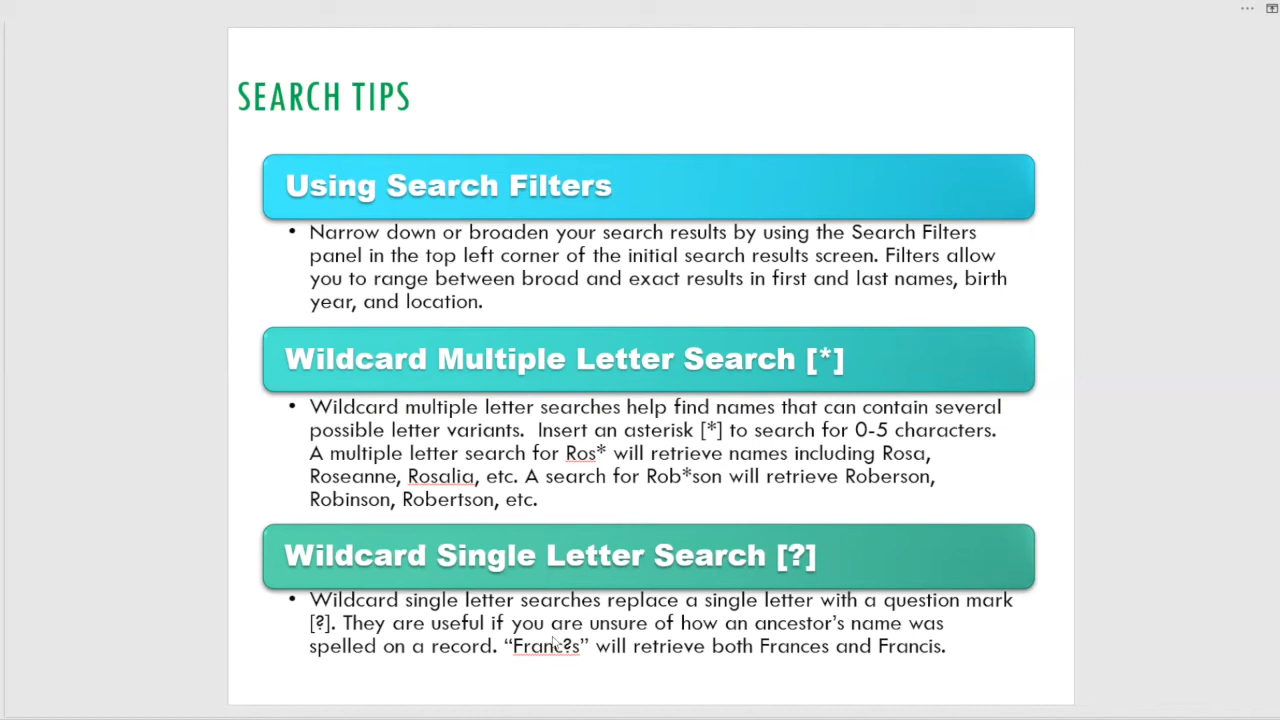 SEARCH TIPS
Using Search Filters
• Narrow down or broaden your search results by using the Search Filters
panel in the top left corner of the initial search results screen. Filters allow
you to range between broad and exact results in first and last names, birth
year, and location.
Wildcard Multiple Letter Search [*]
• Wildcard multiple letter searches help find names that can contain several
possible letter variants.  Insert an asterisk [*] to search for 0-5 characters.
A multiple letter search for Ros* will retrieve names including Rosa,
Roseanne, Rosalia, etc. A search for Rob*son will retrieve Roberson,
Robinson, Robertson, etc.
Wildcard Single Letter Search [?]
• Wildcard single letter searches replace a single letter with a question mark
[?]. They are useful if you are unsure of how an ancestor’s name was
spelled on a record. “Franc?s” will retrieve both Frances and Francis.